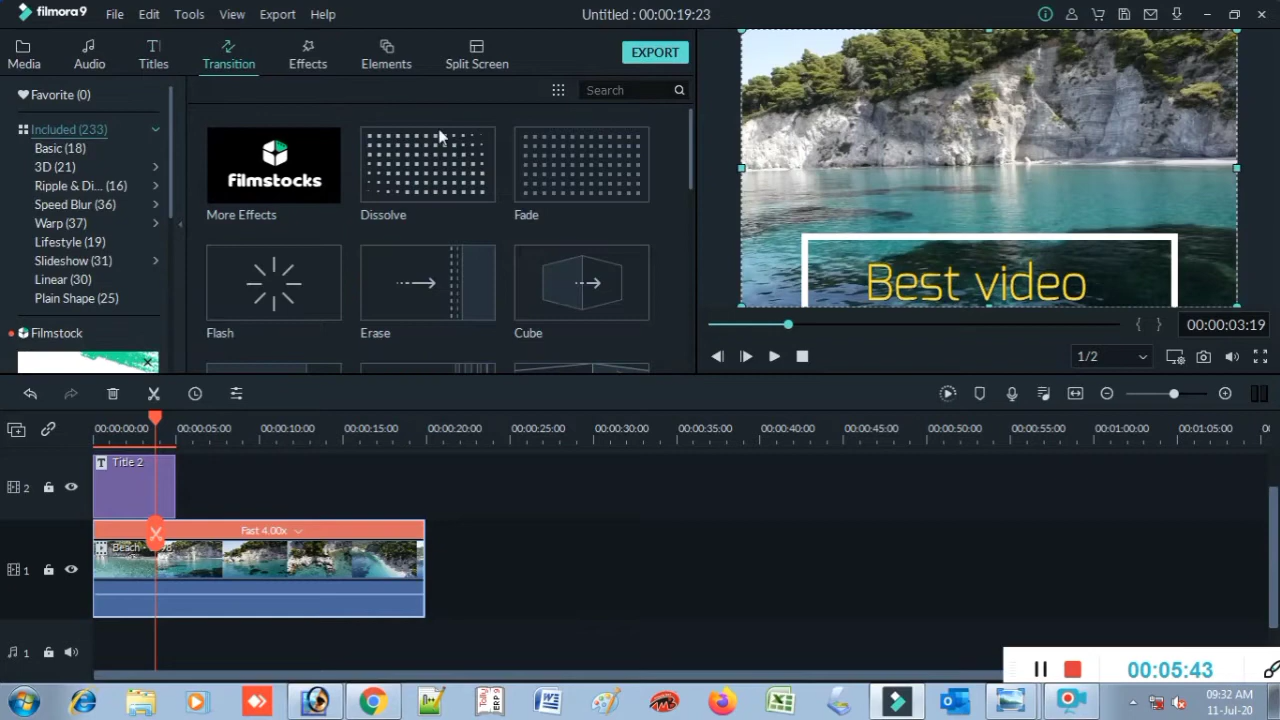 filmora9
File Edit Tools View Export Help
Untitled : 00:00:19:23
Media Audio Titles Transition Effects Elements Split Screen
EXPORT
Favorite (0)
Search
Included (233)
Basic (18)
3D (21)
Ripple & Di... (16)
Speed Blur (36)
Warp (37)
Lifestyle (19)
Slideshow (31)
Linear (30)
Plain Shape (25)
Filmstock
filmstocks
More Effects Dissolve Fade
Flash Erase Cube
Best video
00:00:03:19
1/2
00:00:00:00 00:00:05:00 00:00:10:00 00:00:15:00 00:00:20:00 00:00:25:00 00:00:30:00 00:00:35:00 00:00:40:00 00:00:45:00 00:00:50:00 00:00:55:00 00:01:00:00 00:01:05:00
T Title 2
2
Fast 4.00x
Beach
1
1
00:05:43
09:32 AM
11-Jul-20